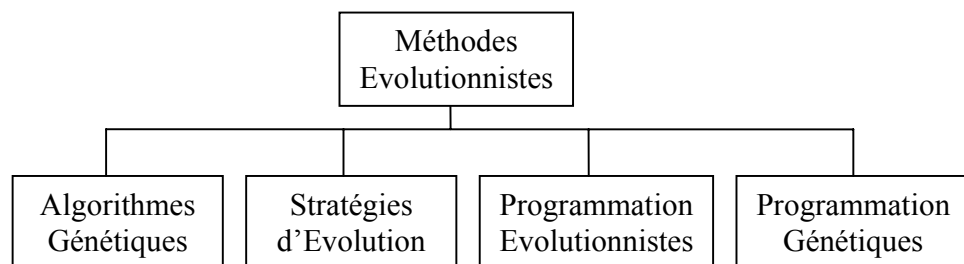 Méthodes
Evolutionnistes
Algorithmes
Génétiques
Stratégies
d’Evolution
Programmation
Evolutionnistes
Programmation
Génétiques